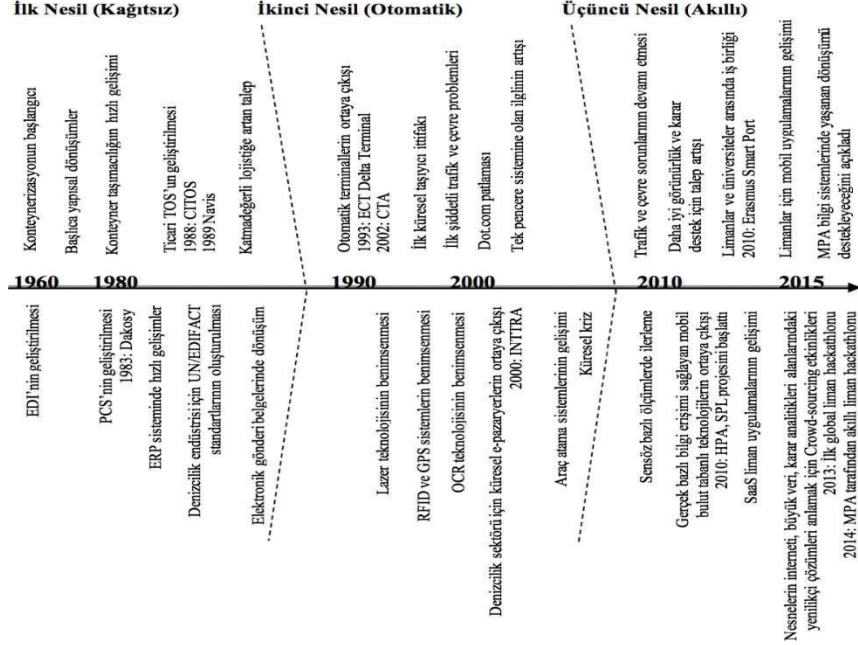 İlk Nesil (Kağıtsız)
İkinci Nesil (Otomatik)
Üçüncü Nesil (Akıllı)
Konteynerizasyonun başlangıcı
Başlıca yapısal dönüşümler
Konteyner taşımacılığın hızlı gelişimi
Ticari TOS'un geliştirilmesi
1988: CITOS
1989 Navis
Katmadeğerli lojistiğe artan talep
Otomatik terminallerin ortaya çıkışı
1993: ECT Delta Terminal
2002: CTA
İlk küresel taşıyıcı ittifakı
İlk şiddetli trafik ve çevre problemleri
Dot.com patlaması
Tek pencere sistemine olan ilginin artışı
Trafik ve çevre sorunlarının devam etmesi
Daha iyi görünürlük ve karar
destek için talep artışı
Limanlar ve üniversiteler arasında iş birliği
2010: Erasmus Smart Port
Limanlar için mobil uygulamalarının gelişimi
MPA bilgi sistemlerinde yaşanan dönüşümü
destekleyeceğini açıkladı
1960
1980
1990
2000
2010
2015
EDI'nin geliştirilmesi
PCS'nin geliştirilmesi
1983: Dakosy
ERP sisteminde hızlı gelişimler
Denizcilik endüstrisi için UN/EDIFACT
standartlarının oluşturulması
Elektronik gönderi belgelerinde dönüşüm
Lazer teknolojisinin benimsenmesi
RFID ve GPS sistemlerin benimsenmesi
OCR teknolojisinin benimsenmesi
Denizcilik sektörü için küresel e-pazaryerlerin ortaya çıkışı
2000: INTTRA
Araç atama sistemlerinin gelişimi
Küresel kriz
Sensöz bazlı ölçümlerde ilerleme
Gerçek bazlı bilgi erişimi sağlayan mobil
bulut tabanlı teknolojilerin ortaya çıkışı
2010: HPA, SPL projesini başlattı
SaaS liman uygulamalarının gelişimi
Nesnelerin interneti, büyük veri, karar analitikleri alanlarındaki
yenilikçi çözümleri anlamak için Crowd-sourcing etkinlikleri
2013: İlk global liman hackathlonu
2014: MPA tarafından akıllı liman hackathlonu